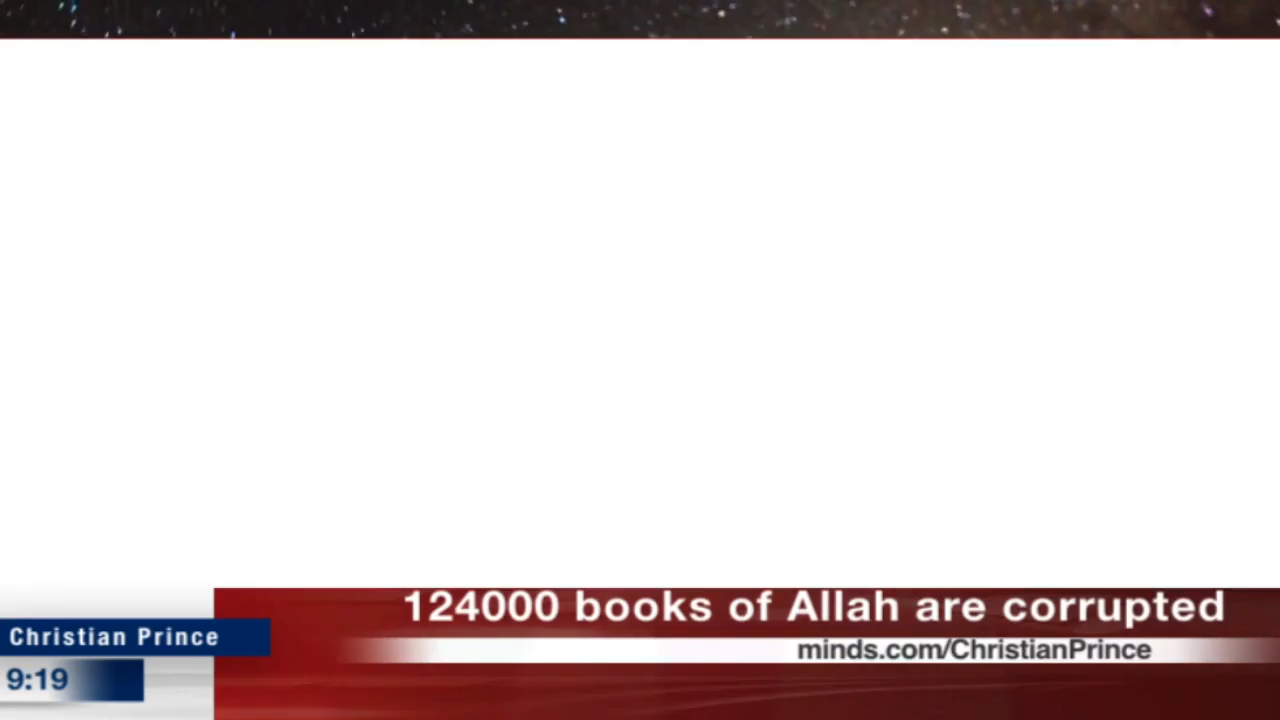 124000 books of Allah are corrupted
Christian Prince
minds.com/ChristianPrince
9:19